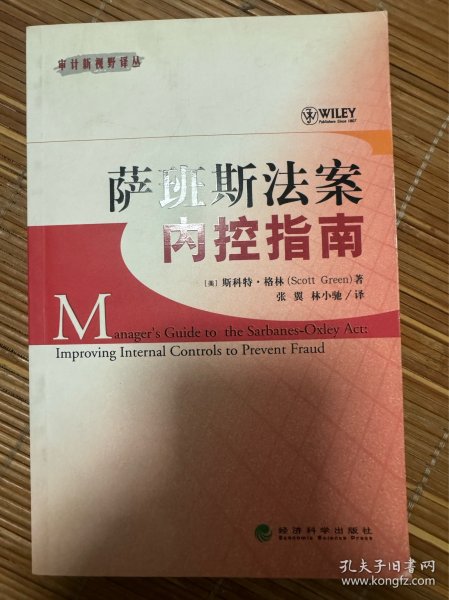 审计新视野译丛
WILEY
Publishers Since 1807
萨班斯法案
内控指南
[美] 斯科特·格林(Scott Green)著
张 翼 林小驰/译
Manager's Guide to the Sarbanes-Oxley Act:
Improving Internal Controls to Prevent Fraud
经济科学出版社
Economic Science Press
孔夫子旧书网
www.kongfz.com